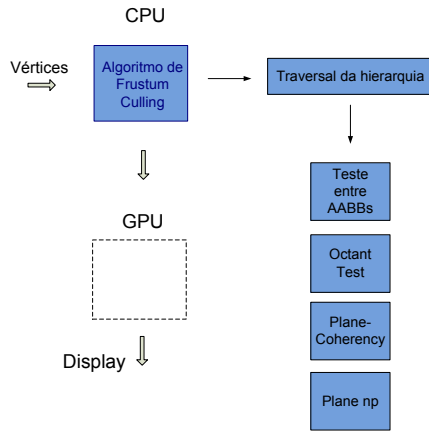 CPU
Vértices
Algoritmo de
Frustum
Culling
Traversal da hierarquia
Teste
entre
AABBs
GPU
Octant
Test
Plane-
Coherency
Display
Plane np